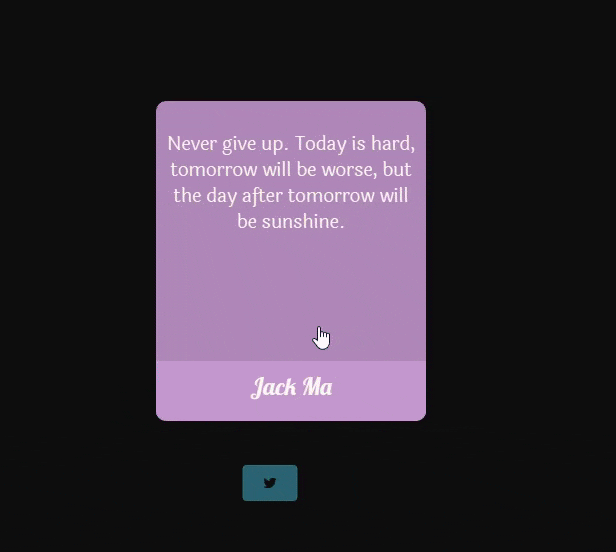 Never give up. Today is hard,
tomorrow will be worse, but
the day after tomorrow will
be sunshine.
Jack Ma